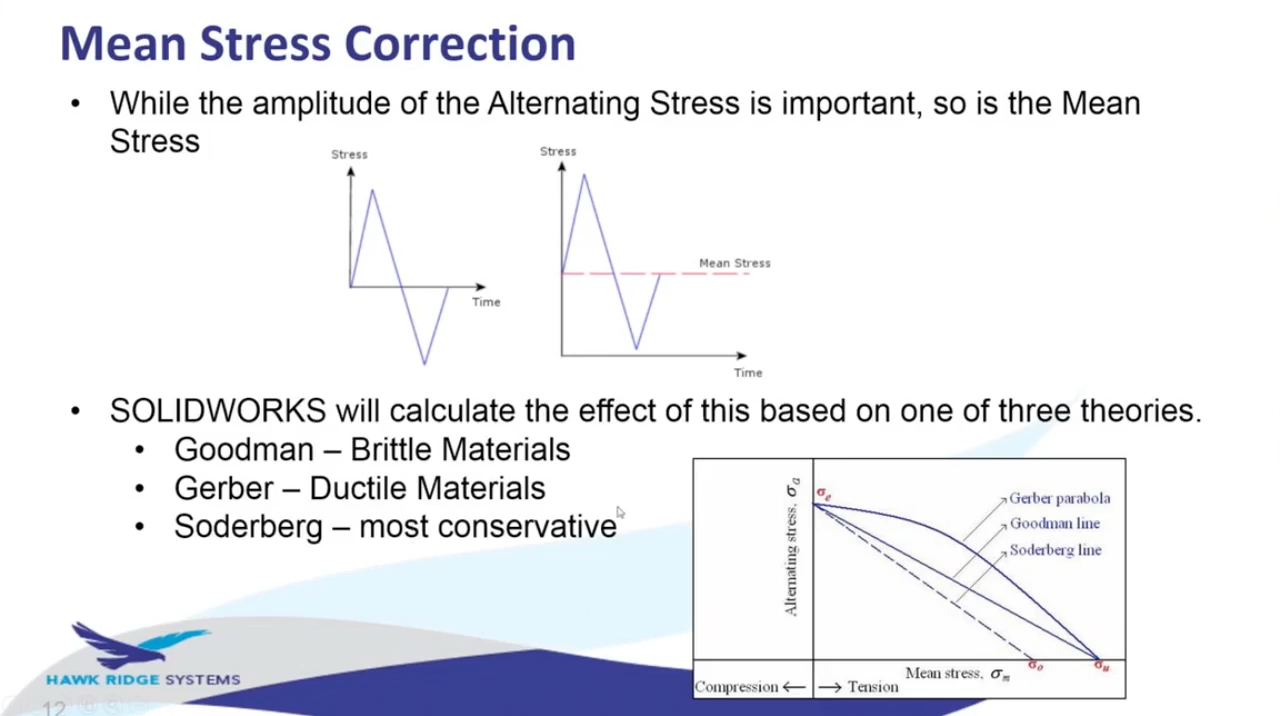 Mean Stress Correction
• While the amplitude of the Alternating Stress is important, so is the Mean
Stress
Stress
Time
Stress
Mean Stress
Time
• SOLIDWORKS will calculate the effect of this based on one of three theories.
• Goodman – Brittle Materials
• Gerber – Ductile Materials
• Soderberg – most conservative
Alternating stress, σa
σe
Gerber parabola
Goodman line
Soderberg line
σo
σu
Mean stress, σm
Compression ← → Tension
HAWK RIDGE SYSTEMS
12